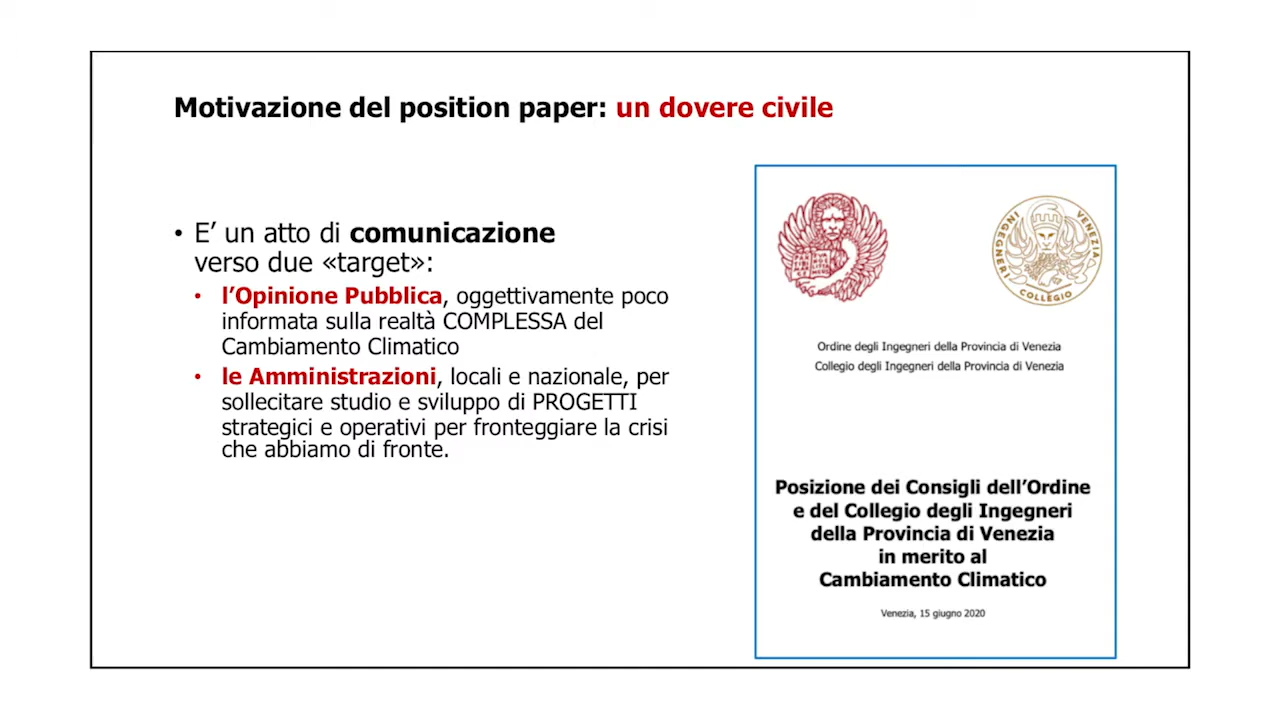 Motivazione del position paper: un dovere civile
• E’ un atto di comunicazione
verso due «target»:
• l’Opinione Pubblica, oggettivamente poco
informata sulla realtà COMPLESSA del
Cambiamento Climatico
• le Amministrazioni, locali e nazionale, per
sollecitare studio e sviluppo di PROGETTI
strategici e operativi per fronteggiare la crisi
che abbiamo di fronte.
INGEGNERI VENEZIA
COLLEGIO
Ordine degli Ingegneri della Provincia di Venezia
Collegio degli Ingegneri della Provincia di Venezia
Posizione dei Consigli dell’Ordine
e del Collegio degli Ingegneri
della Provincia di Venezia
in merito al
Cambiamento Climatico
Venezia, 15 giugno 2020